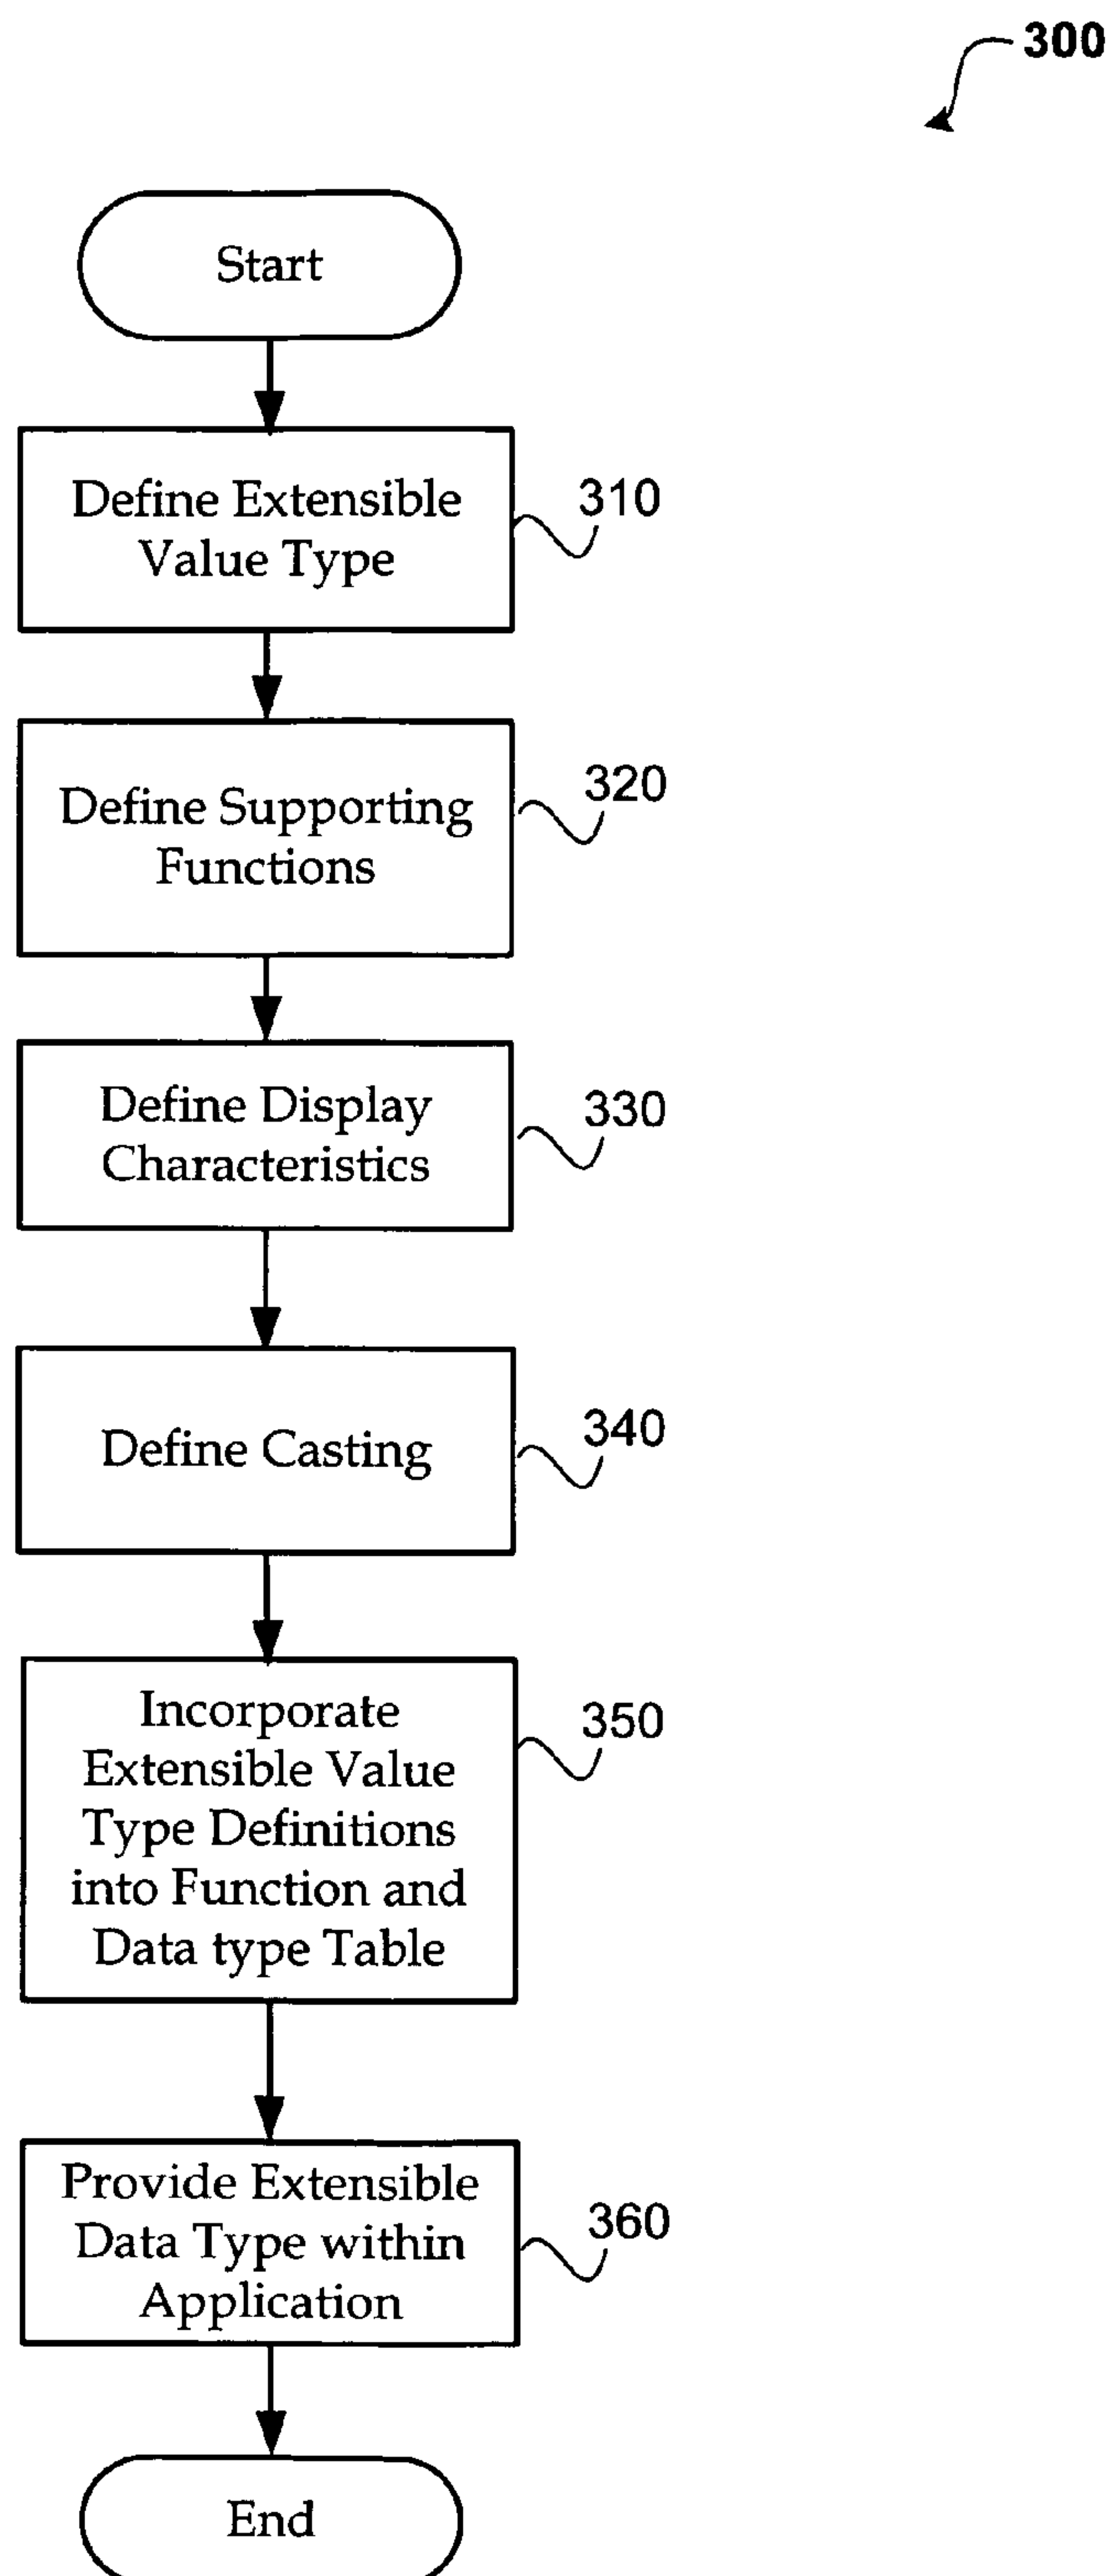 300
Start
Define Extensible
Value Type
310
Define Supporting
Functions
320
Define Display
Characteristics
330
Define Casting
340
Incorporate
Extensible Value
Type Definitions
into Function and
Data type Table
350
Provide Extensible
Data Type within
Application
360
End